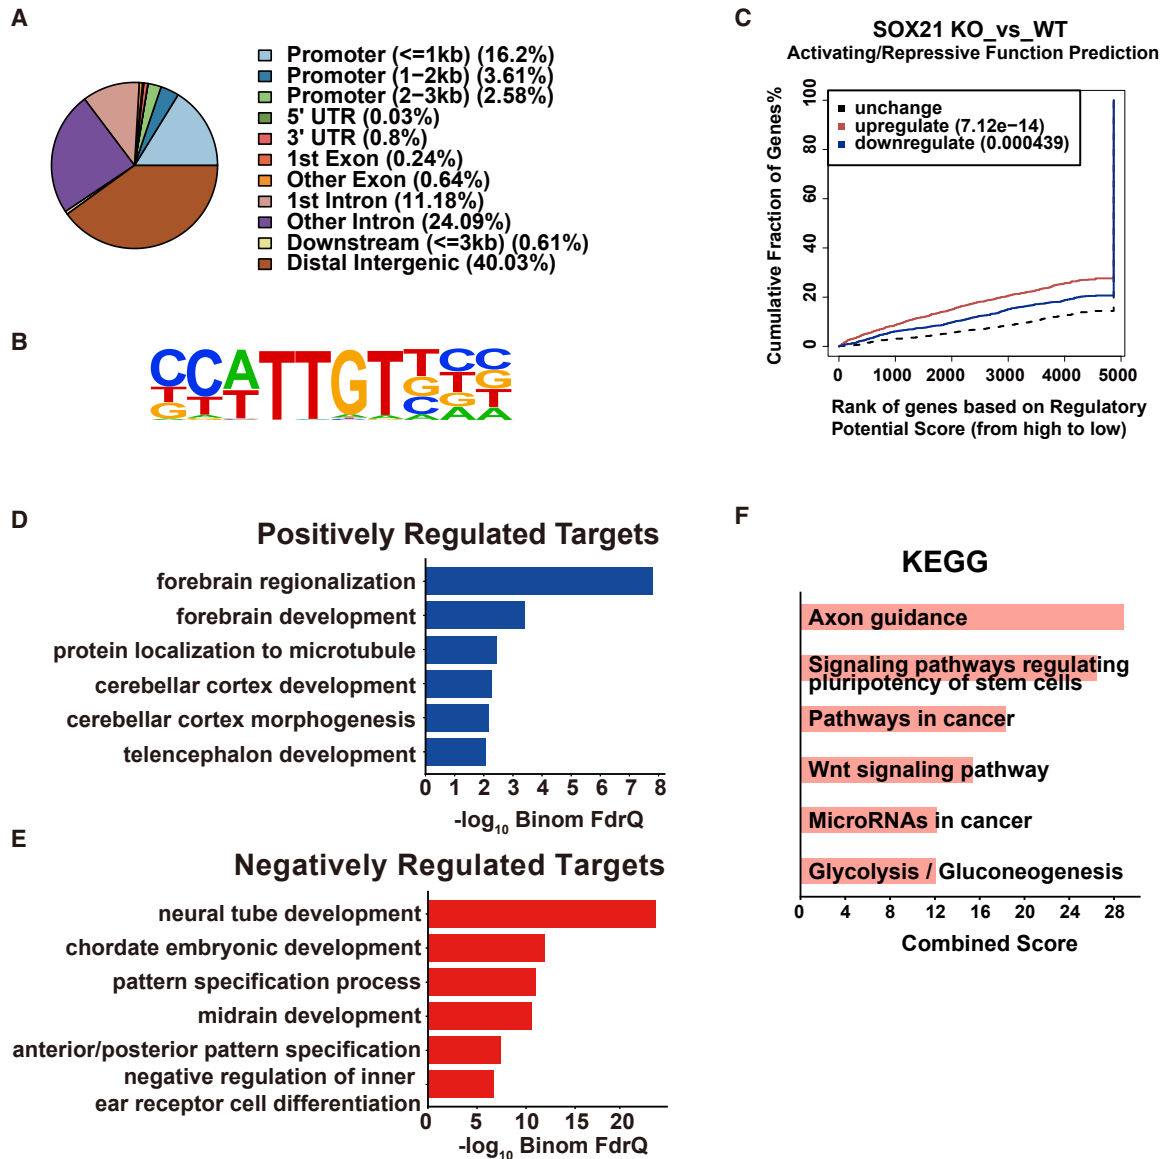 A
Promoter (<=1kb) (16.2%)
Promoter (1−2kb) (3.61%)
Promoter (2−3kb) (2.58%)
5' UTR (0.03%)
3' UTR (0.8%)
1st Exon (0.24%)
Other Exon (0.64%)
1st Intron (11.18%)
Other Intron (24.09%)
Downstream (<=3kb) (0.61%)
Distal Intergenic (40.03%)
B
CCATTGTTCC
TTT GTG
GC CGT
AAA
C
SOX21 KO_vs_WT
Activating/Repressive Function Prediction
unchange
upregulate (7.12e−14)
downregulate (0.000439)
Cumulative Fraction of Genes%
0 20 40 60 80 100
0 1000 2000 3000 4000 5000
Rank of genes based on Regulatory
Potential Score (from high to low)
D
Positively Regulated Targets
forebrain regionalization
forebrain development
protein localization to microtubule
cerebellar cortex development
cerebellar cortex morphogenesis
telencephalon development
0 1 2 3 4 5 6 7 8
-log10 Binom FdrQ
E
Negatively Regulated Targets
neural tube development
chordate embryonic development
pattern specification process
midrain development
anterior/posterior pattern specification
negative regulation of inner
ear receptor cell differentiation
0 5 10 15 20
-log10 Binom FdrQ
F
KEGG
Axon guidance
Signaling pathways regulating
pluripotency of stem cells
Pathways in cancer
Wnt signaling pathway
MicroRNAs in cancer
Glycolysis / Gluconeogenesis
0 4 8 12 16 20 24 28
Combined Score